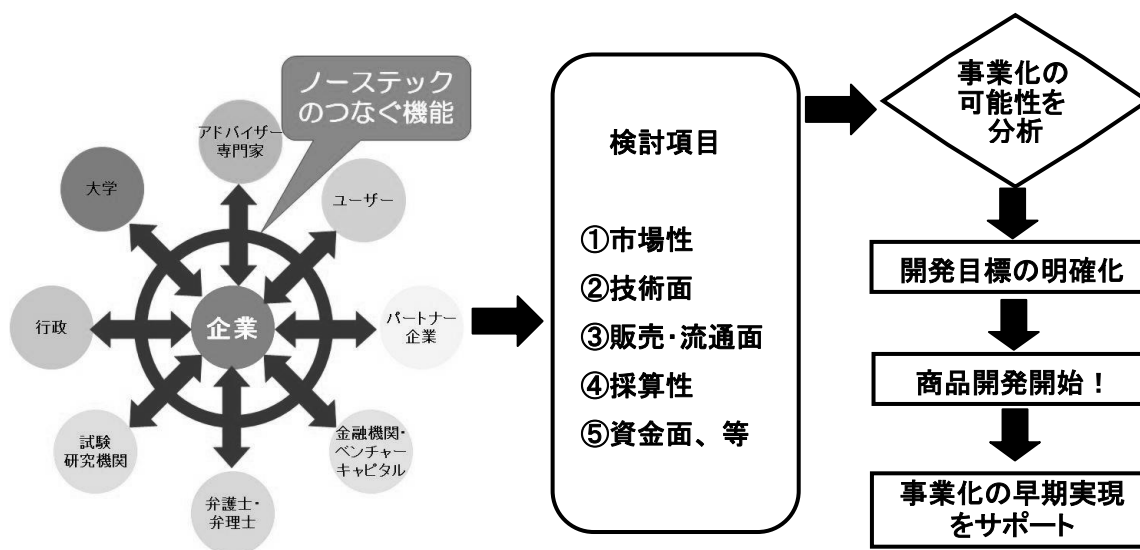 ノーステック
のつなぐ機能
アドバイザー
専門家
大学
ユーザー
行政
企業
パートナー
企業
試験
研究機関
金融機関・
ベンチャー
キャピタル
弁護士・
弁理士
検討項目
①市場性
②技術面
③販売・流通面
④採算性
⑤資金面、等
事業化の
可能性を
分析
開発目標の明確化
商品開発開始！
事業化の早期実現
をサポート